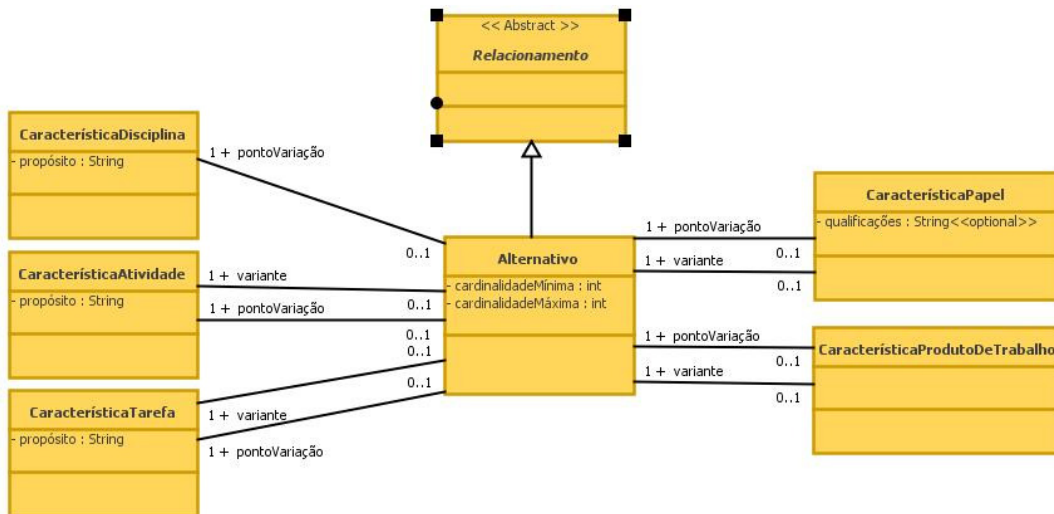 << Abstract >>
Relacionamento
CaracterísticaDisciplina
- propósito : String
1 + pontoVariação
0..1
CaracterísticaAtividade
- propósito : String
1 + variante
0..1
1 + pontoVariação
0..1
CaracterísticaTarefa
- propósito : String
0..1
1 + variante
0..1
1 + pontoVariação
Alternativo
- cardinalidadeMínima : int
- cardinalidadeMáxima : int
CaracterísticaPapel
- qualificações : String<<optional>>
1 + pontoVariação
0..1
1 + variante
0..1
CaracterísticaProdutoDeTrabalho
1 + pontoVariação
0..1
1 + variante
0..1